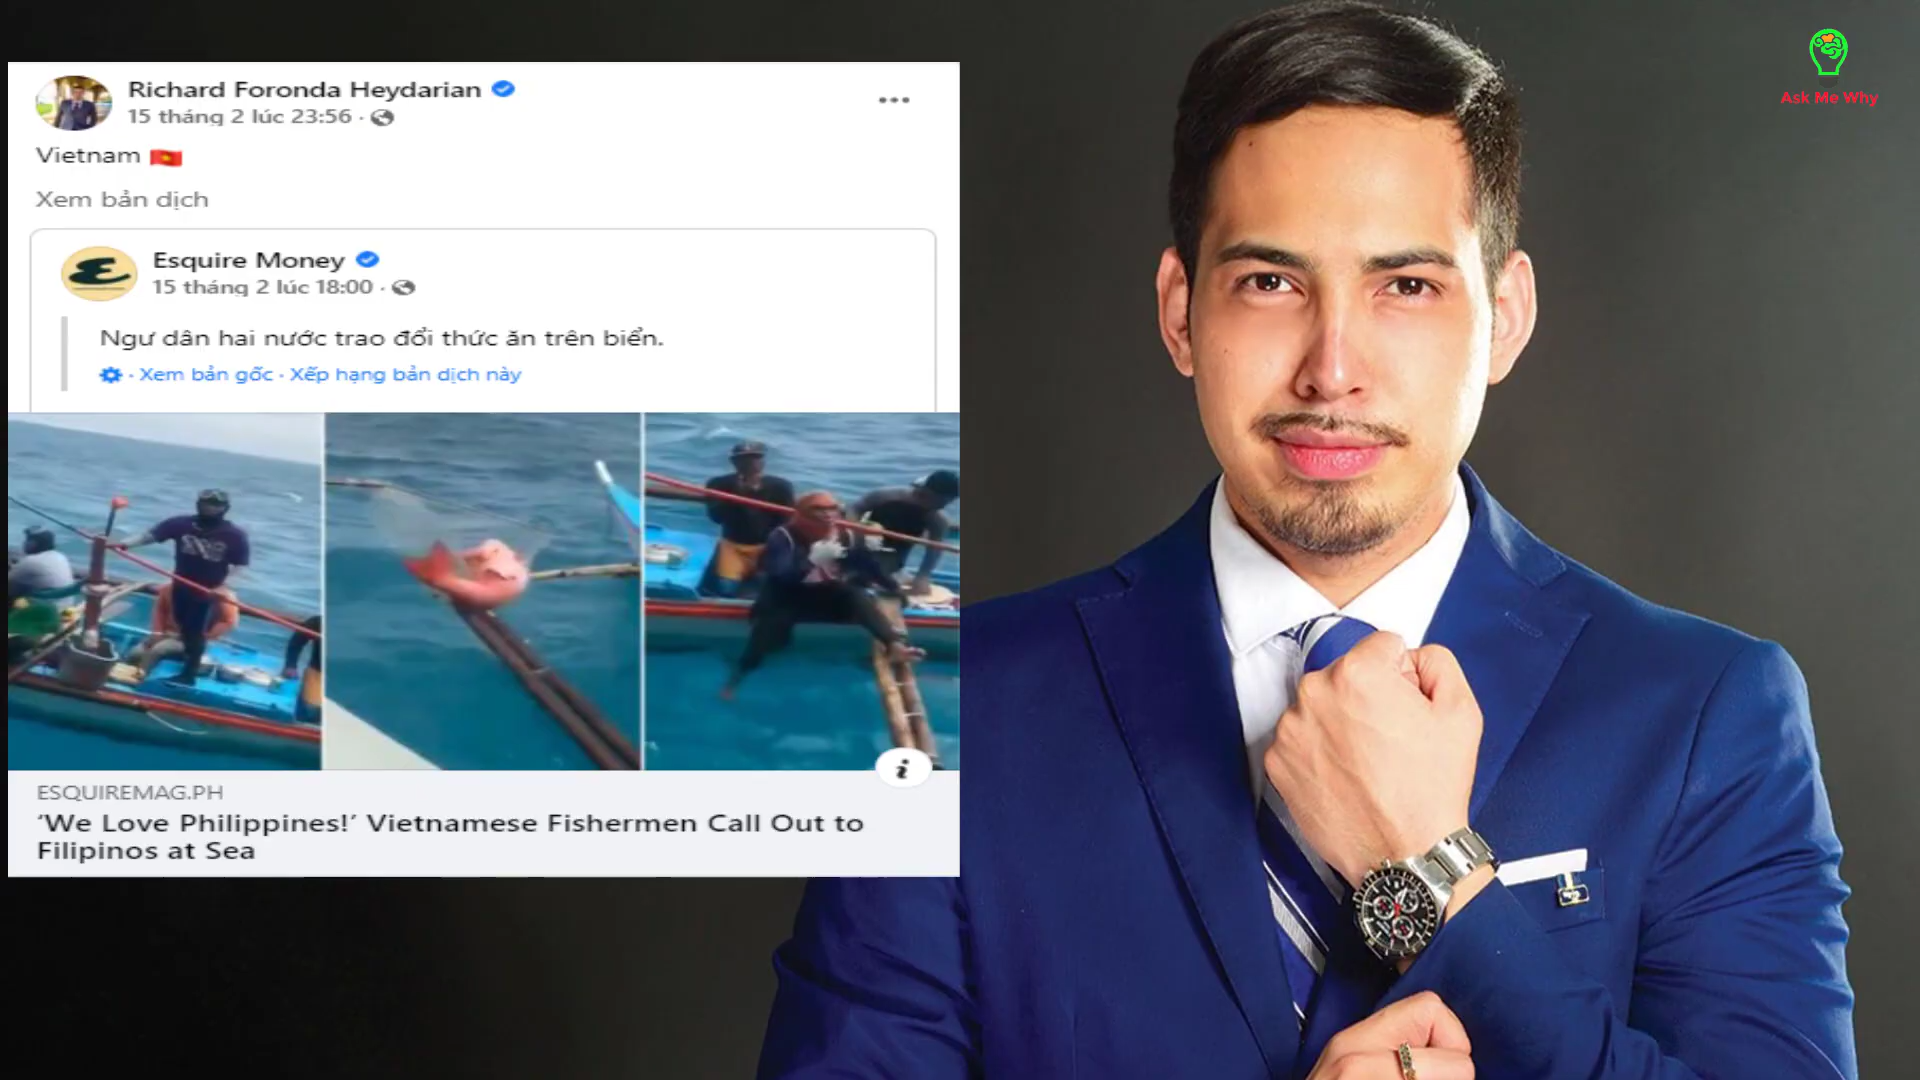 Richard Foronda Heydarian
15 tháng 2 lúc 23:56 ·
Vietnam
Xem bản dịch
Esquire Money
15 tháng 2 lúc 18:00 ·
Ngư dân hai nước trao đổi thức ăn trên biển.
· Xem bản gốc · Xếp hạng bản dịch này
ESQUIREMAG.PH
‘We Love Philippines!’ Vietnamese Fishermen Call Out to
Filipinos at Sea
Ask Me Why